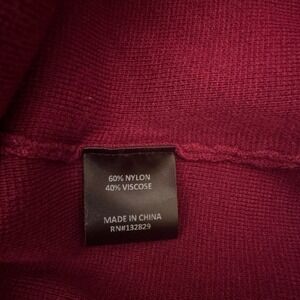 60% NYLON
40% VISCOSE
MADE IN CHINA
RN#132829